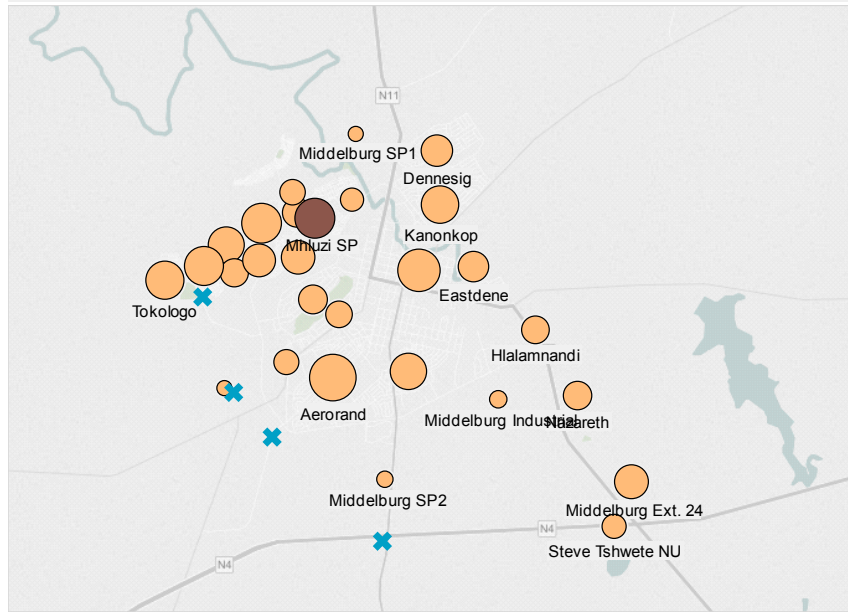 N11
Middelburg SP1
Dennesig
Kanonkop
Mhluzi SP
Eastdene
Tokologo
Hlalamnandi
Aerorand
Middelburg Industrial
Nazareth
Middelburg SP2
Middelburg Ext. 24
N4
Steve Tshwete NU
N4